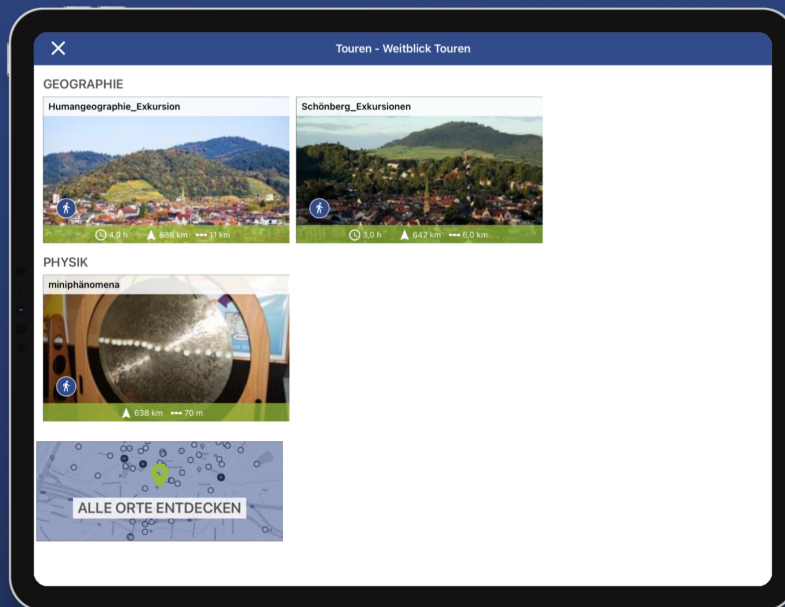 Touren - Weitblick Touren
GEOGRAPHIE
Humangeographie_Exkursion
4,0 h 638 km 11 km
Schönberg_Exkursionen
3,0 h 642 km 6,0 km
PHYSIK
miniphänomena
638 km 70 m
ALLE ORTE ENTDECKEN